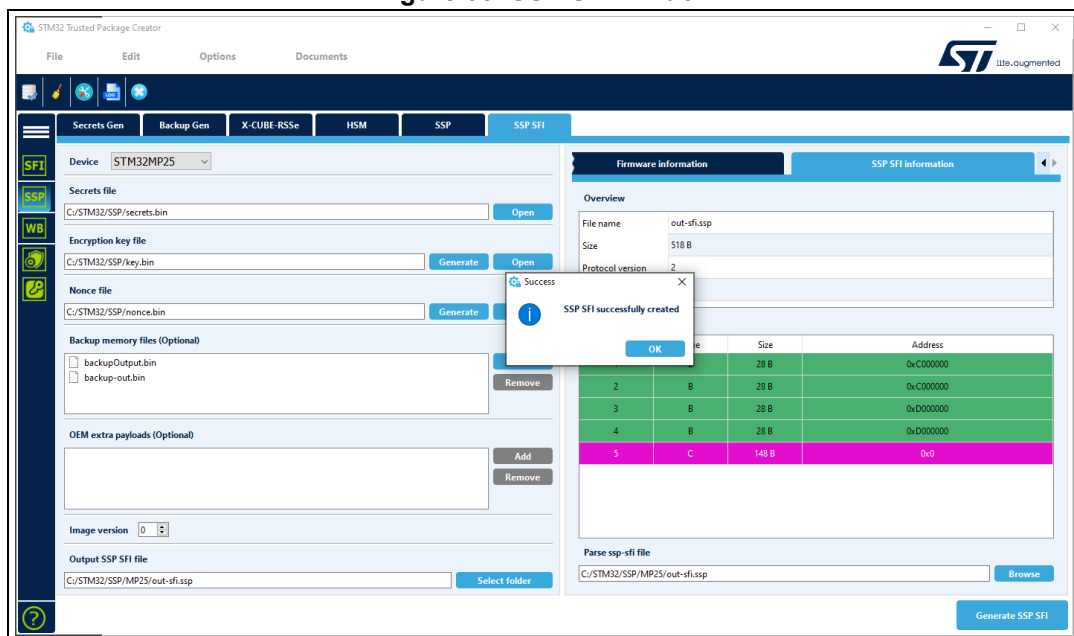 STM32 Trusted Package Creator
File Edit Options Documents
ST life.augmented
LOG
Secrets Gen Backup Gen X-CUBE-RSSe HSM SSP SSP SFI
SFI
SSP
WB
Device STM32MP25
Secrets file
C:/STM32/SSP/secrets.bin Open
Encryption key file
C:/STM32/SSP/key.bin Generate Open
Nonce file
C:/STM32/SSP/nonce.bin Generate
Backup memory files (Optional)
backupOutput.bin
backup-out.bin
Remove
OEM extra payloads (Optional)
Add
Remove
Image version 0
Output SSP SFI file
C:/STM32/SSP/MP25/out-sfi.ssp Select folder
Firmware information SSP SFI information
Overview
File name out-sfi.ssp
Size 518 B
Protocol version 2
Success
SSP SFI successfully created
OK
Size Address
28 B 0xC000000
2 B 28 B 0xC000000
3 B 28 B 0xD000000
4 B 28 B 0xD000000
5 C 148 B 0x0
Parse ssp-sfi file
C:/STM32/SSP/MP25/out-sfi.ssp Browse
Generate SSP SFI
?